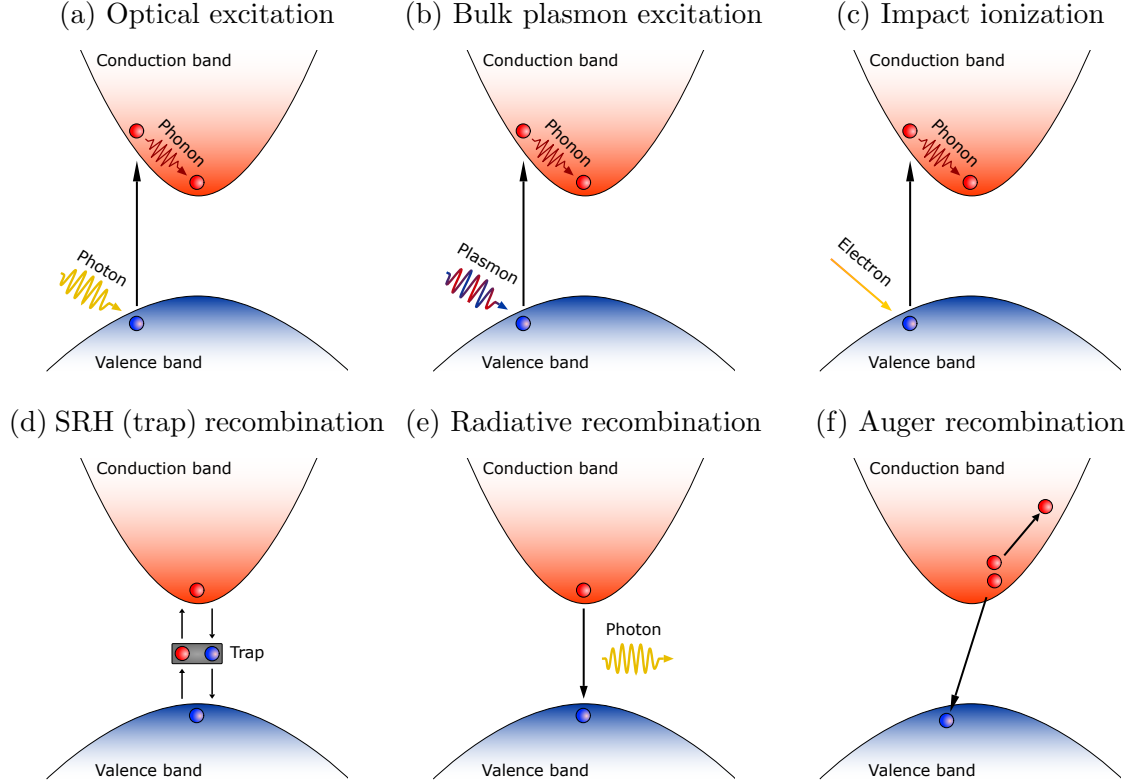 (a) Optical excitation
Conduction band
Phonon
Photon
Valence band
(b) Bulk plasmon excitation
Conduction band
Phonon
Plasmon
Valence band
(c) Impact ionization
Conduction band
Phonon
Electron
Valence band
(d) SRH (trap) recombination
Conduction band
Trap
Valence band
(e) Radiative recombination
Conduction band
Photon
Valence band
(f) Auger recombination
Conduction band
Valence band